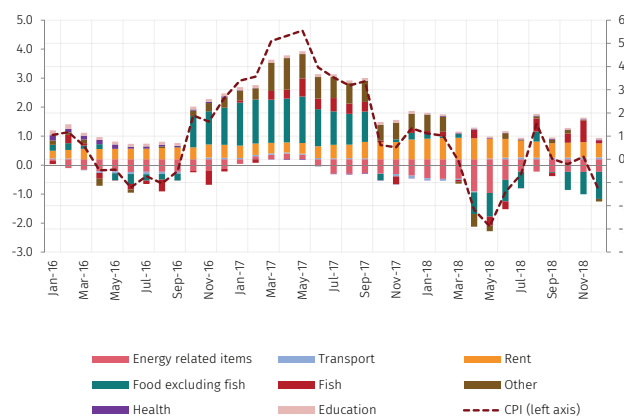 5.0
4.0
3.0
2.0
1.0
0.0
-1.0
-2.0
-3.0
6
5
4
3
2
1
0
-
-
-
-
Jan-16
Mar-16
May-16
Jul-16
Sep-16
Nov-16
Jan-17
Mar-17
May-17
Jul-17
Sep-17
Nov-17
Jan-18
Mar-18
May-18
Jul-18
Sep-18
Nov-18
Energy related items
Transport
Rent
Food excluding fish
Fish
Other
Health
Education
CPI (left axis)